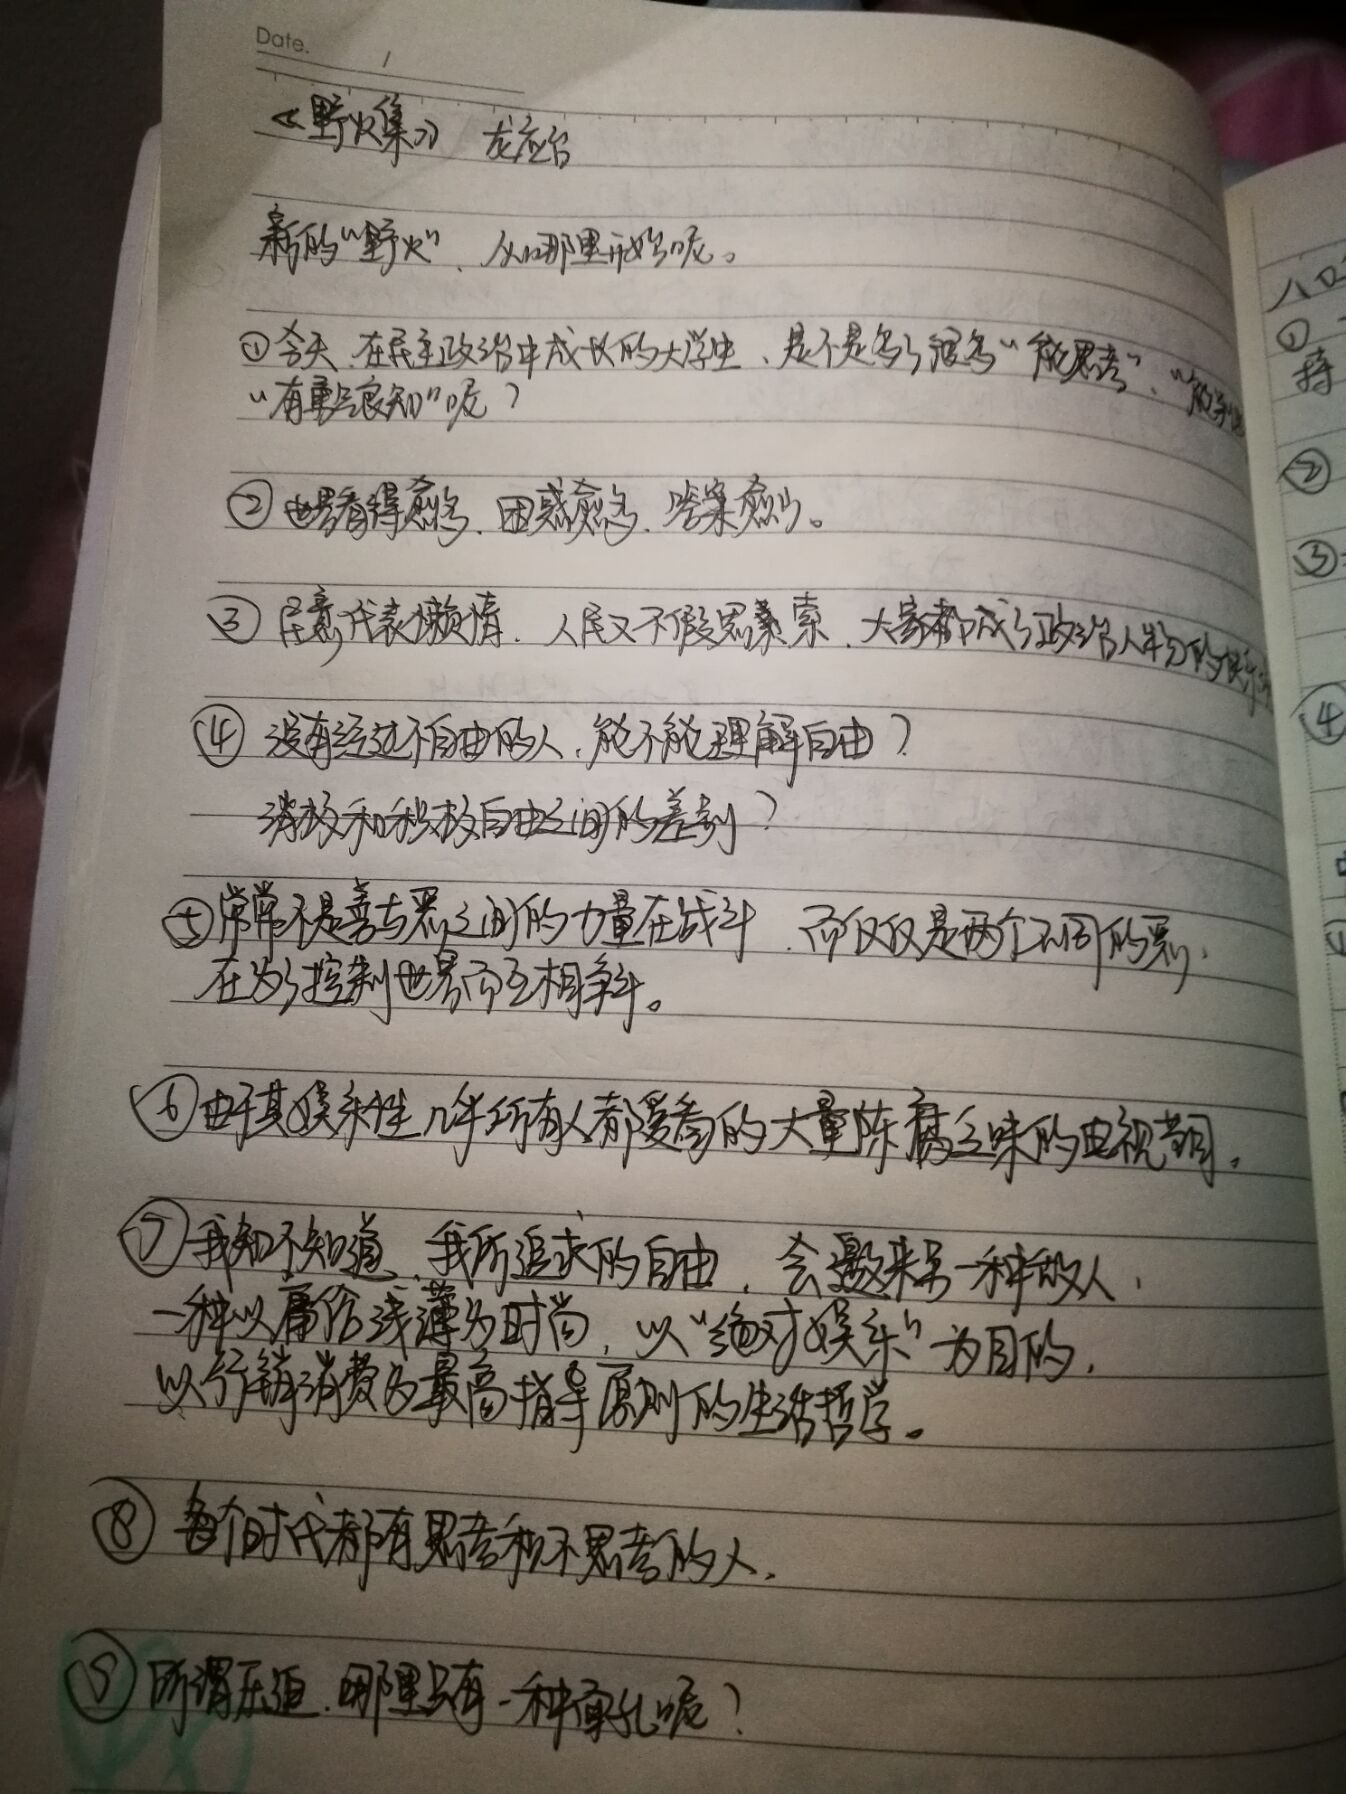 Date.
《野火集》 龙应台
新的“野火”、从哪里开始呢。
①今天、在民主政治中成长的大学生、是不是多了很多“能思考”、
“有勇气良知”呢？
②世界看得愈多、困惑愈多、答案愈少。
③民意代表懒惰、人民又不假思索、大家都成了政治人物的
④没有经过不自由的人、能不能理解自由？
消极和积极自由之间的差别？
⑤常常不是善与恶之间的力量在战斗、而仅仅是两个不同的恶、
在为了控制世界而互相争斗。
⑥由于其娱乐性几乎所有人都爱看的大量陈腐乏味的电视节目。
⑦我知不知道、我所追求的自由、会邀来另一种敌人、
一种以庸俗浅薄为时尚，以“绝对娱乐”为目的，
以行销消费为最高指导原则的生活哲学。
⑧每个时代都有思考和不思考的人、
⑨所谓压迫、哪里只有一种面孔呢？
八
①
持
②
③
④